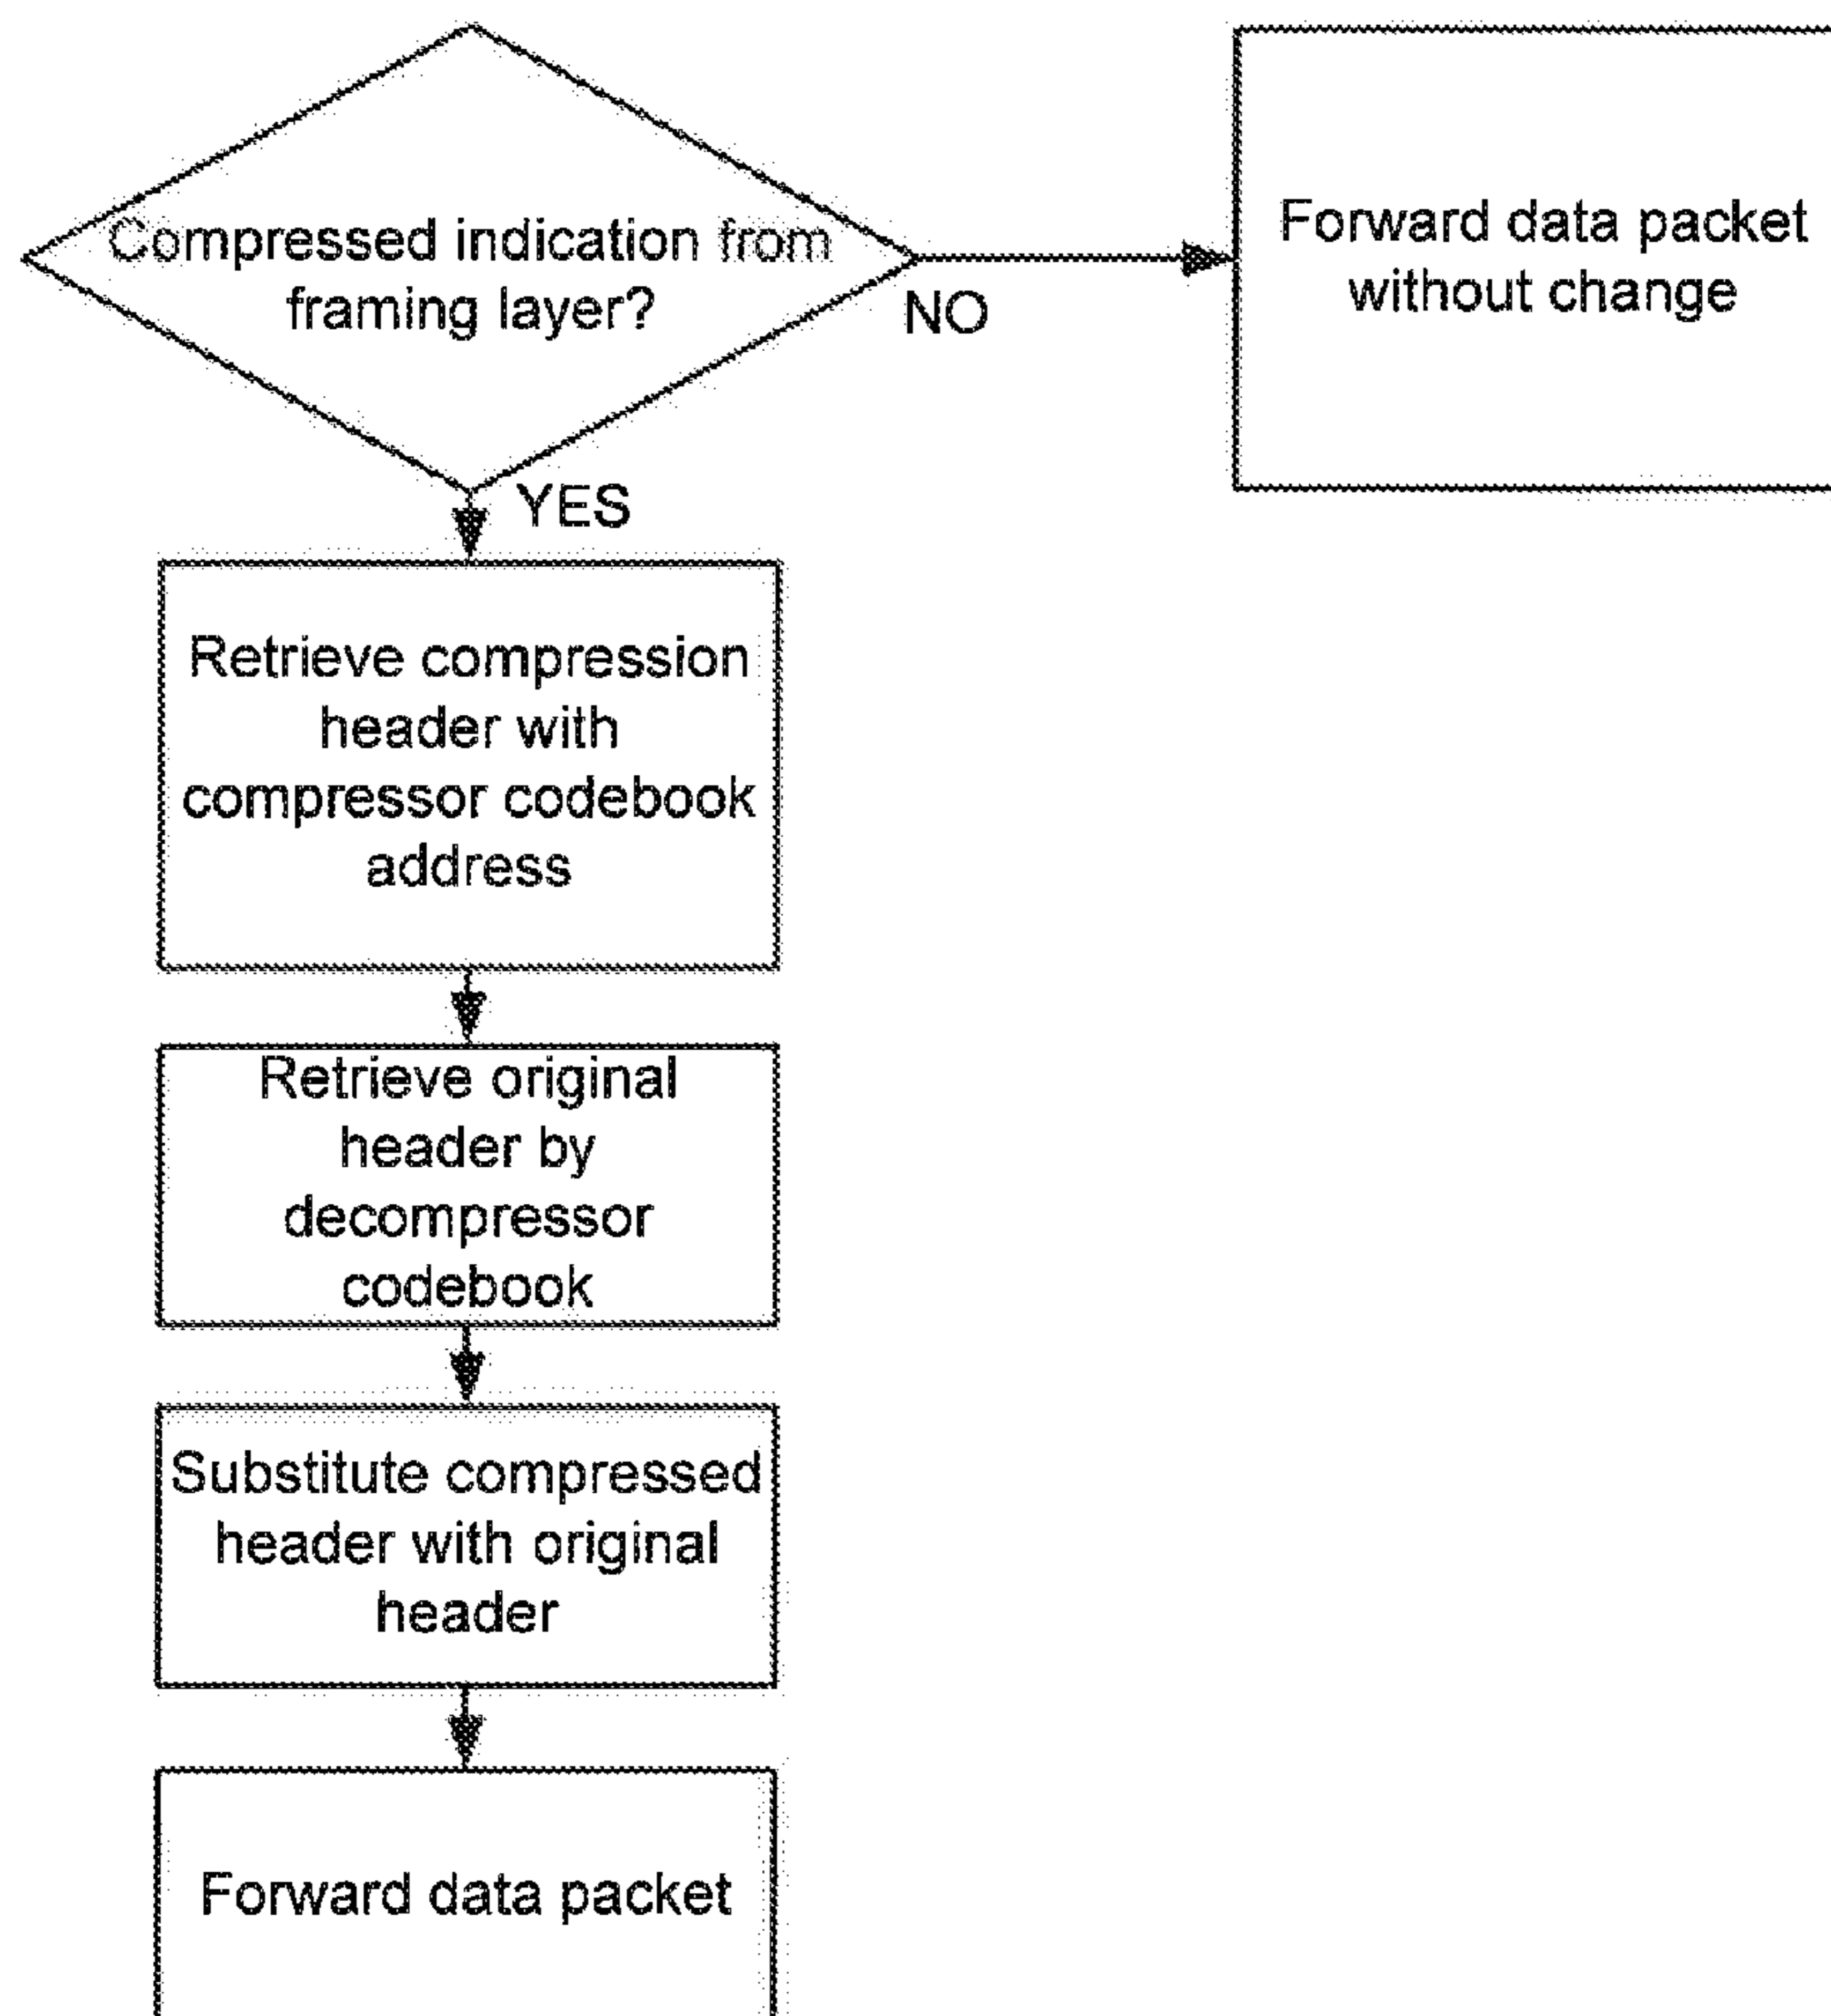 Compressed indication from
framing layer?
NO
Forward data packet
without change
YES
Retrieve compression
header with
compressor codebook
address
Retrieve original
header by
decompressor
codebook
Substitute compressed
header with original
header
Forward data packet